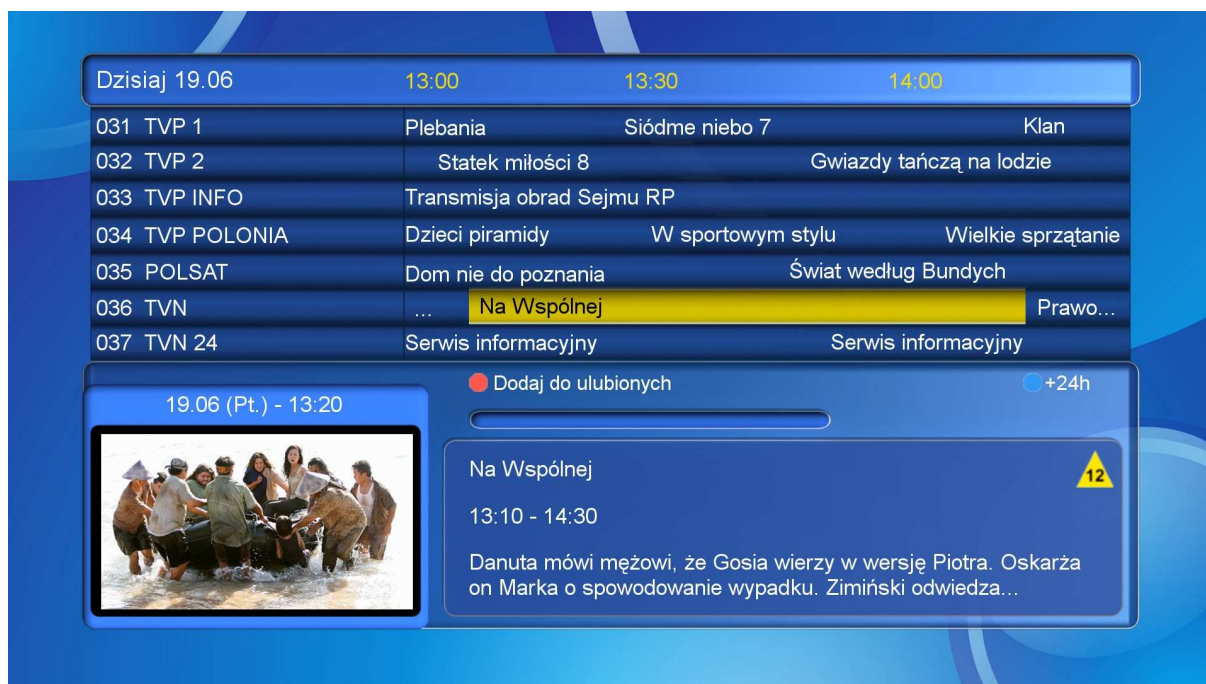 Dzisiaj 19.06 13:00 13:30 14:00
031 TVP 1 Plebania Siódme niebo 7 Klan
032 TVP 2 Statek miłości 8 Gwiazdy tańczą na lodzie
033 TVP INFO Transmisja obrad Sejmu RP
034 TVP POLONIA Dzieci piramidy W sportowym stylu Wielkie sprzątanie
035 POLSAT Dom nie do poznania Świat według Bundych
036 TVN ... Na Wspólnej Prawo...
037 TVN 24 Serwis informacyjny Serwis informacyjny
Dodaj do ulubionych +24h
19.06 (Pt.) - 13:20
Na Wspólnej 12
13:10 - 14:30
Danuta mówi mężowi, że Gosia wierzy w wersję Piotra. Oskarża
on Marka o spowodowanie wypadku. Zimiński odwiedza...